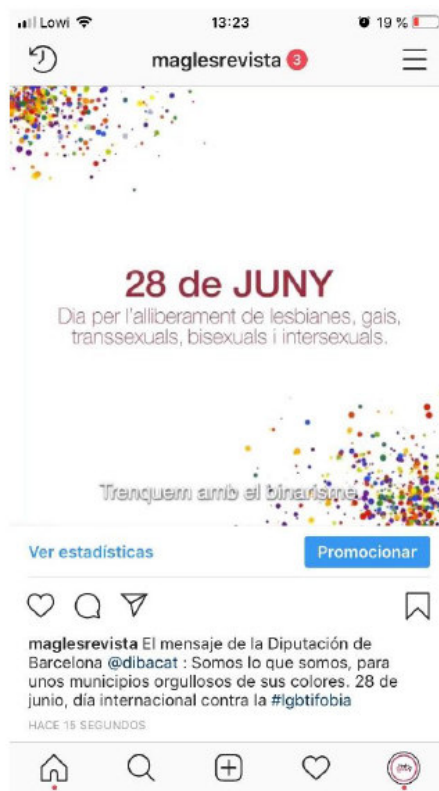 Lowi 13:23 19 %
maglesrevista 3
28 de JUNY
Dia per l'alliberament de lesbianes, gais,
transsexuals, bisexuals i intersexuals.
Trenquem amb el binarisme
Ver estadísticas Promocionar
maglesrevista El mensaje de la Diputación de
Barcelona @dibacat : Somos lo que somos, para
unos municipios orgullosos de sus colores. 28 de
junio, día internacional contra la #lgbtifobia
HACE 15 SEGUNDOS